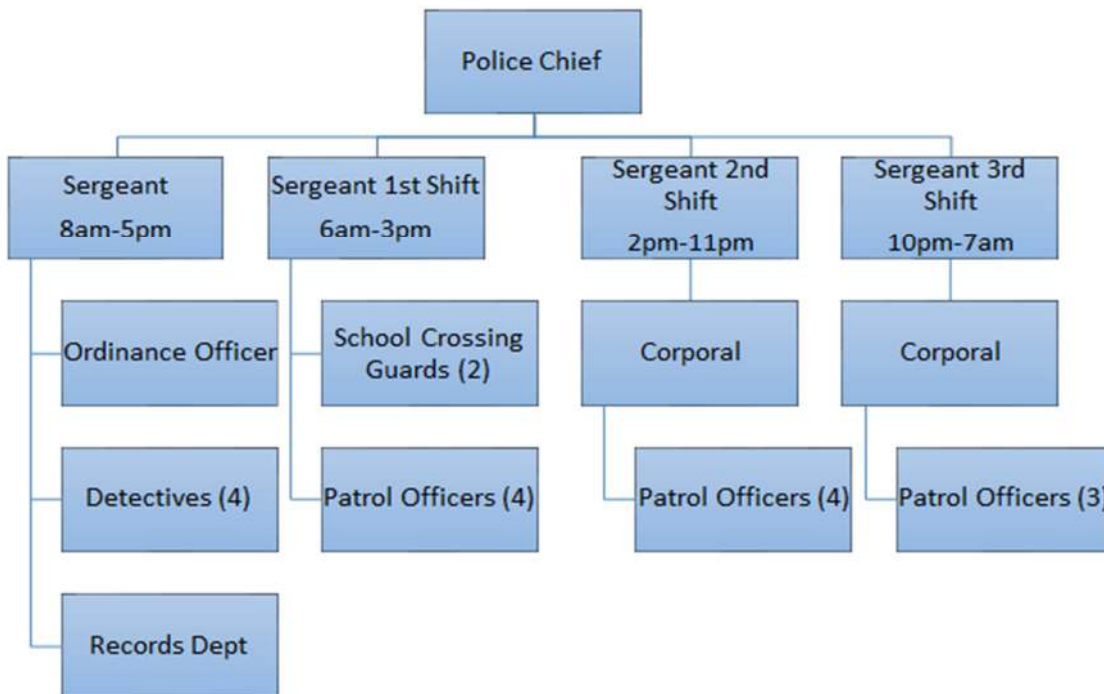 Police Chief
Sergeant
8am-5pm
Sergeant 1st Shift
6am-3pm
Sergeant 2nd
Shift
2pm-11pm
Sergeant 3rd
Shift
10pm-7am
Ordinance Officer
School Crossing
Guards (2)
Corporal
Corporal
Detectives (4)
Patrol Officers (4)
Patrol Officers (4)
Patrol Officers (3)
Records Dept